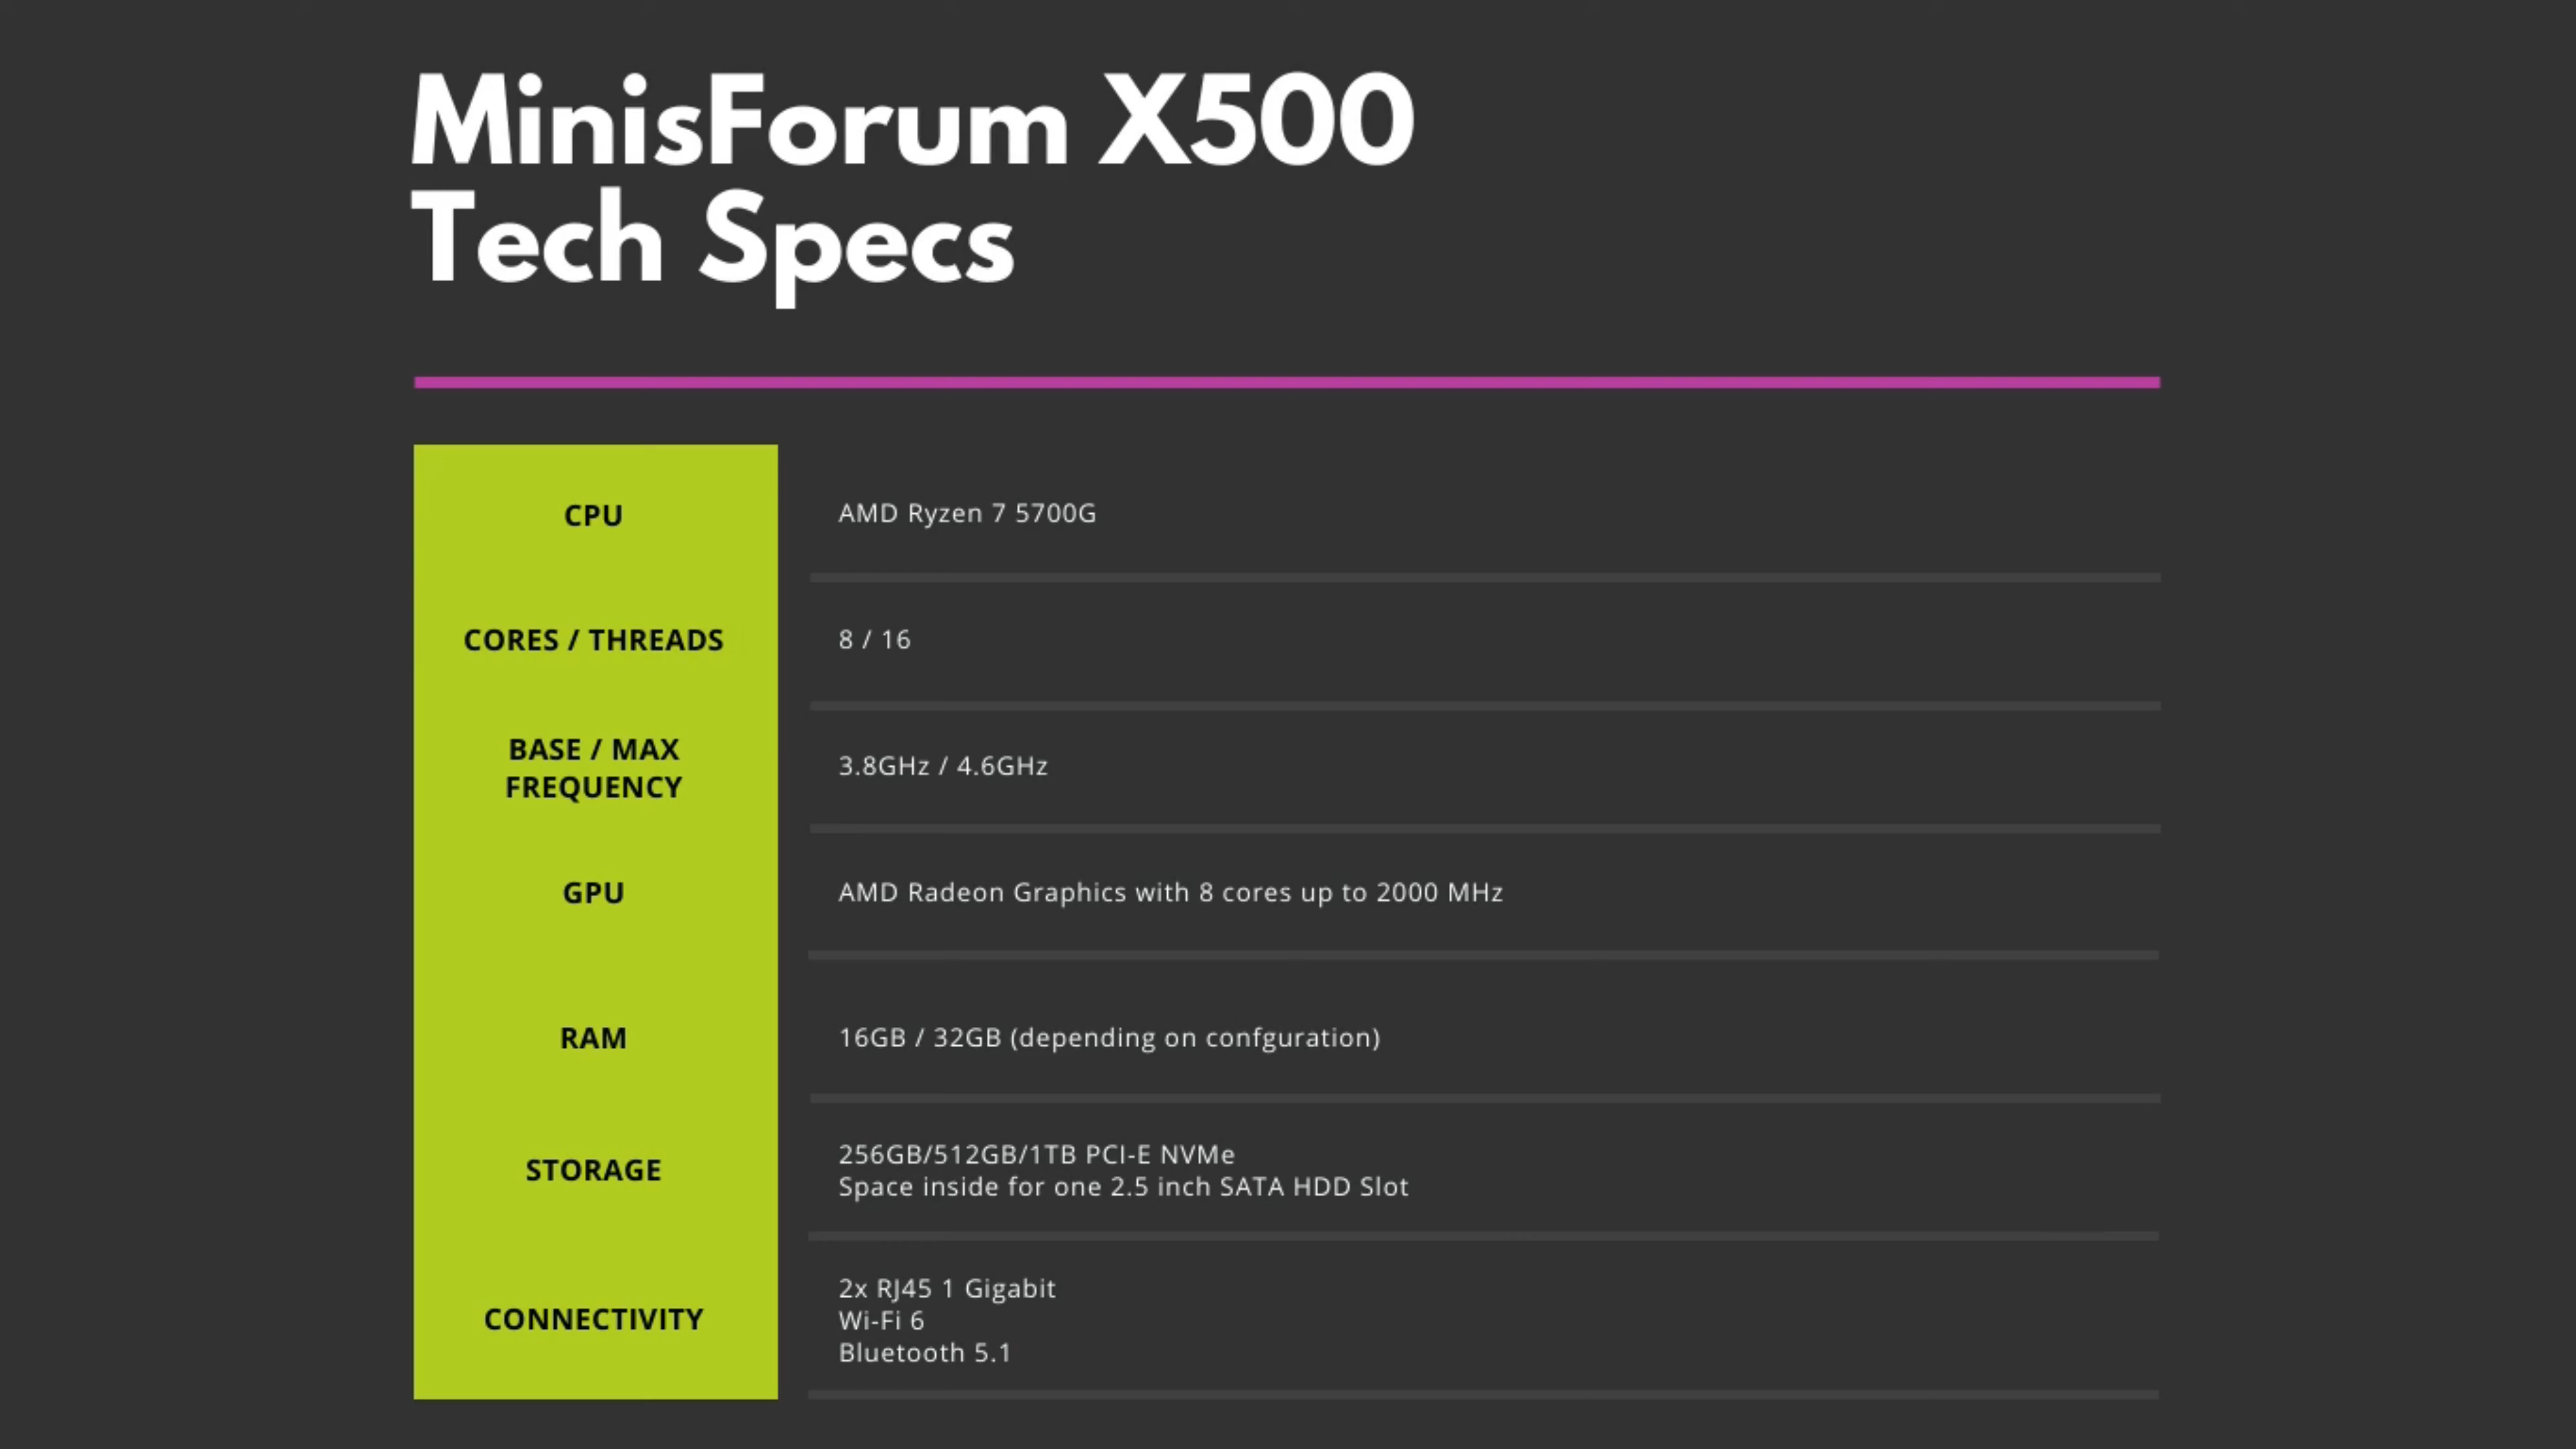 MinisForum X500
Tech Specs
CPU
AMD Ryzen 7 5700G
CORES / THREADS
8 / 16
BASE / MAX
FREQUENCY
3.8GHz / 4.6GHz
GPU
AMD Radeon Graphics with 8 cores up to 2000 MHz
RAM
16GB / 32GB (depending on confguration)
STORAGE
256GB/512GB/1TB PCI-E NVMe
Space inside for one 2.5 inch SATA HDD Slot
CONNECTIVITY
2x RJ45 1 Gigabit
Wi-Fi 6
Bluetooth 5.1